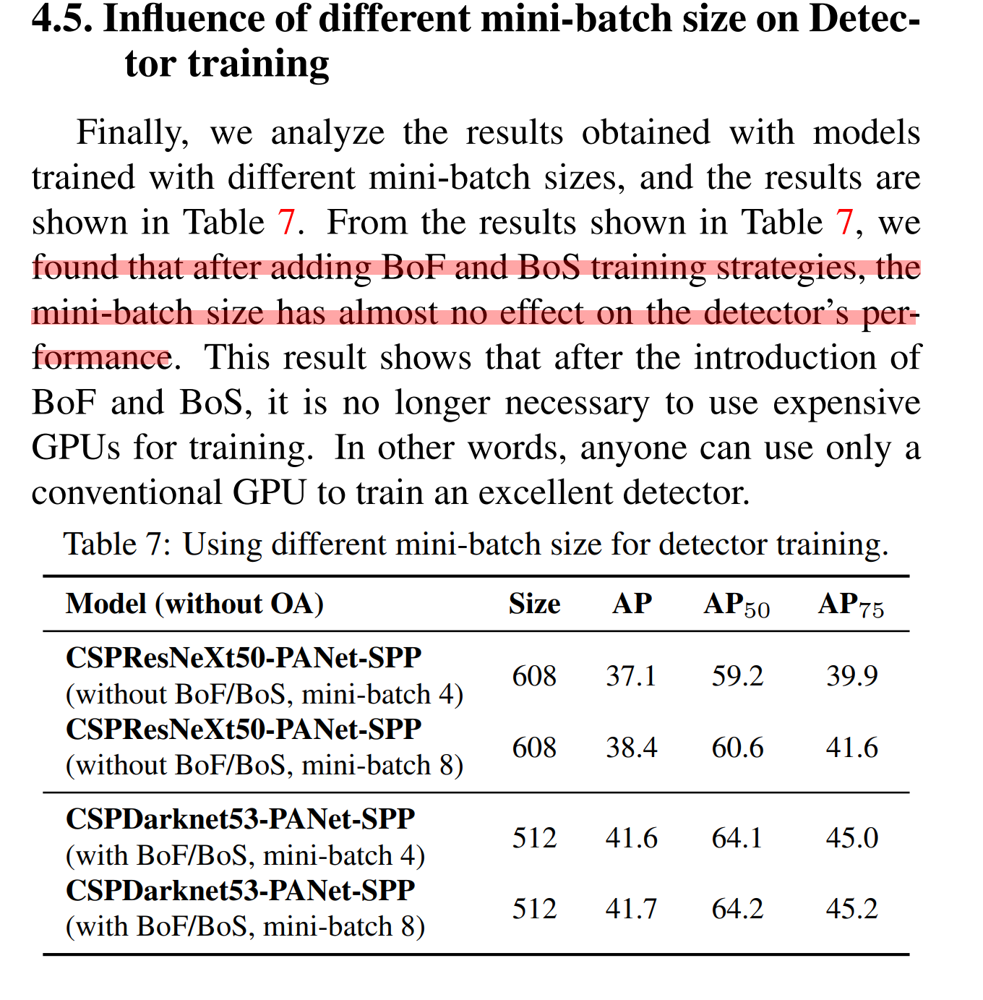 4.5. Influence of different mini-batch size on Detec-
tor training
Finally, we analyze the results obtained with models
trained with different mini-batch sizes, and the results are
shown in Table 7. From the results shown in Table 7, we
found that after adding BoF and BoS training strategies, the
mini-batch size has almost no effect on the detector's per-
formance. This result shows that after the introduction of
BoF and BoS, it is no longer necessary to use expensive
GPUs for training. In other words, anyone can use only a
conventional GPU to train an excellent detector.
Table 7: Using different mini-batch size for detector training.
Model (without OA) Size AP AP50 AP75
CSPResNeXt50-PANet-SPP
(without BoF/BoS, mini-batch 4) 608 37.1 59.2 39.9
CSPResNeXt50-PANet-SPP
(without BoF/BoS, mini-batch 8) 608 38.4 60.6 41.6
CSPDarknet53-PANet-SPP
(with BoF/BoS, mini-batch 4) 512 41.6 64.1 45.0
CSPDarknet53-PANet-SPP
(with BoF/BoS, mini-batch 8) 512 41.7 64.2 45.2